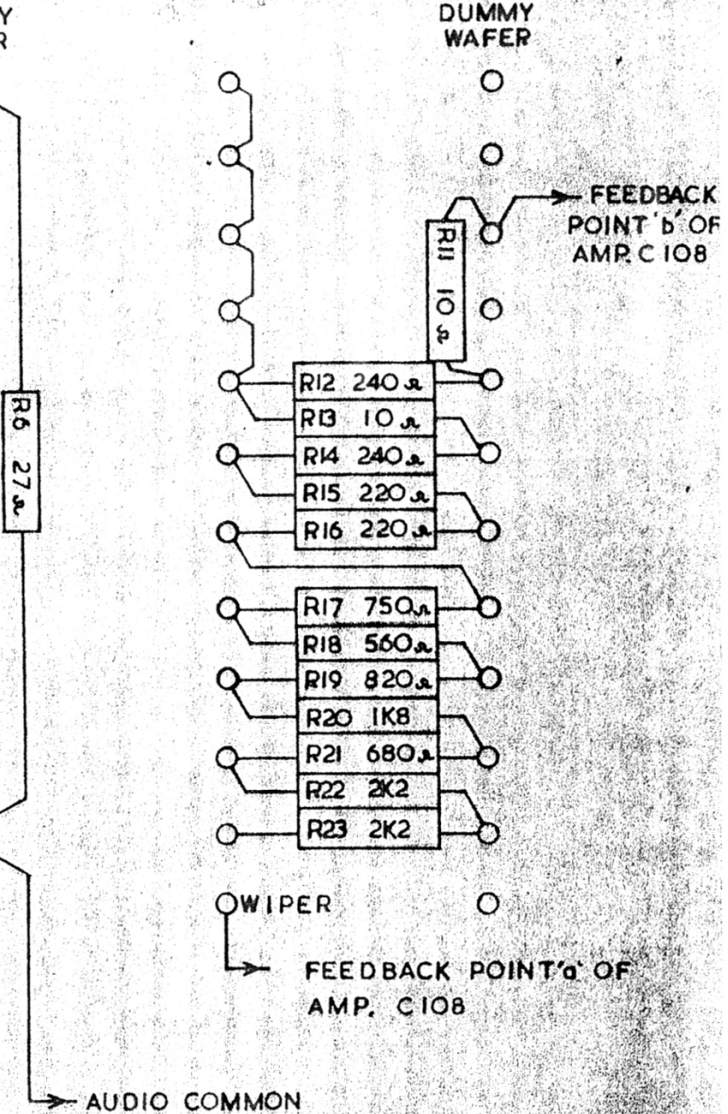 Y
R
DUMMY
WAFER
FEEDBACK
POINT 'b' OF
AMP. C 108
R11 10 Ω
R12 240 Ω
R13 10 Ω
R6 27 Ω
R14 240 Ω
R15 220 Ω
R16 220 Ω
R17 750 Ω
R18 560 Ω
R19 820 Ω
R20 1K8
R21 680 Ω
R22 2K2
R23 2K2
WIPER
FEEDBACK POINT 'a' OF
AMP. C 108
AUDIO COMMON